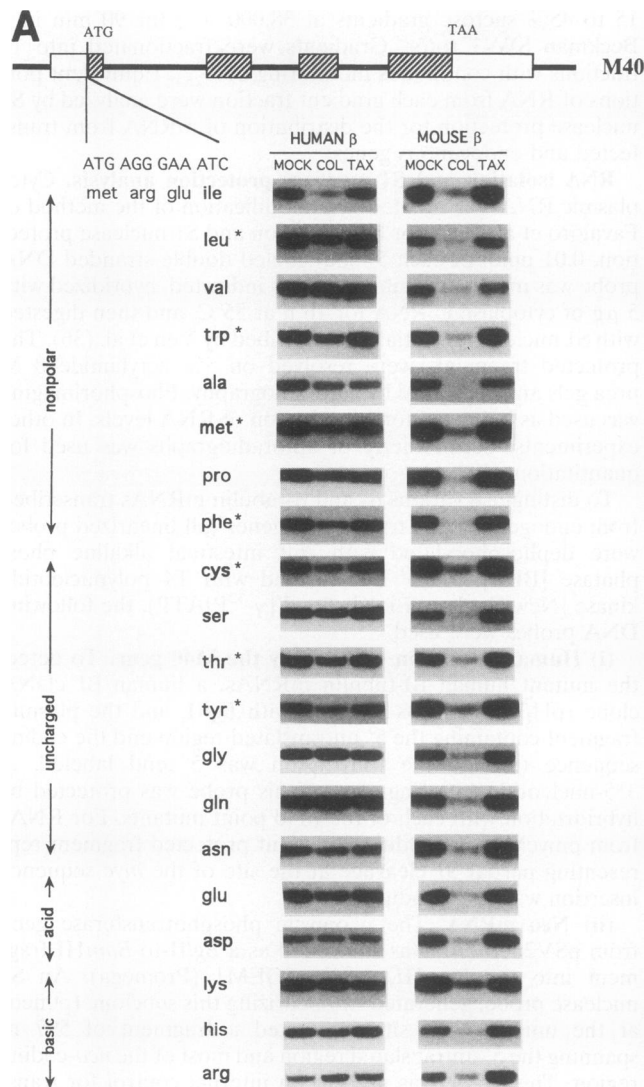 A
ATG
TAA
M40
HUMAN β
MOUSE β
MOCK COL TAX
MOCK COL TAX
ATG AGG GAA ATC
met arg glu ile
leu *
val
trp *
ala
met *
pro
phe *
cys *
ser
thr *
tyr *
gly
gln
asn
glu
asp
lys
his
arg
nonpolar
uncharged
acid
basic